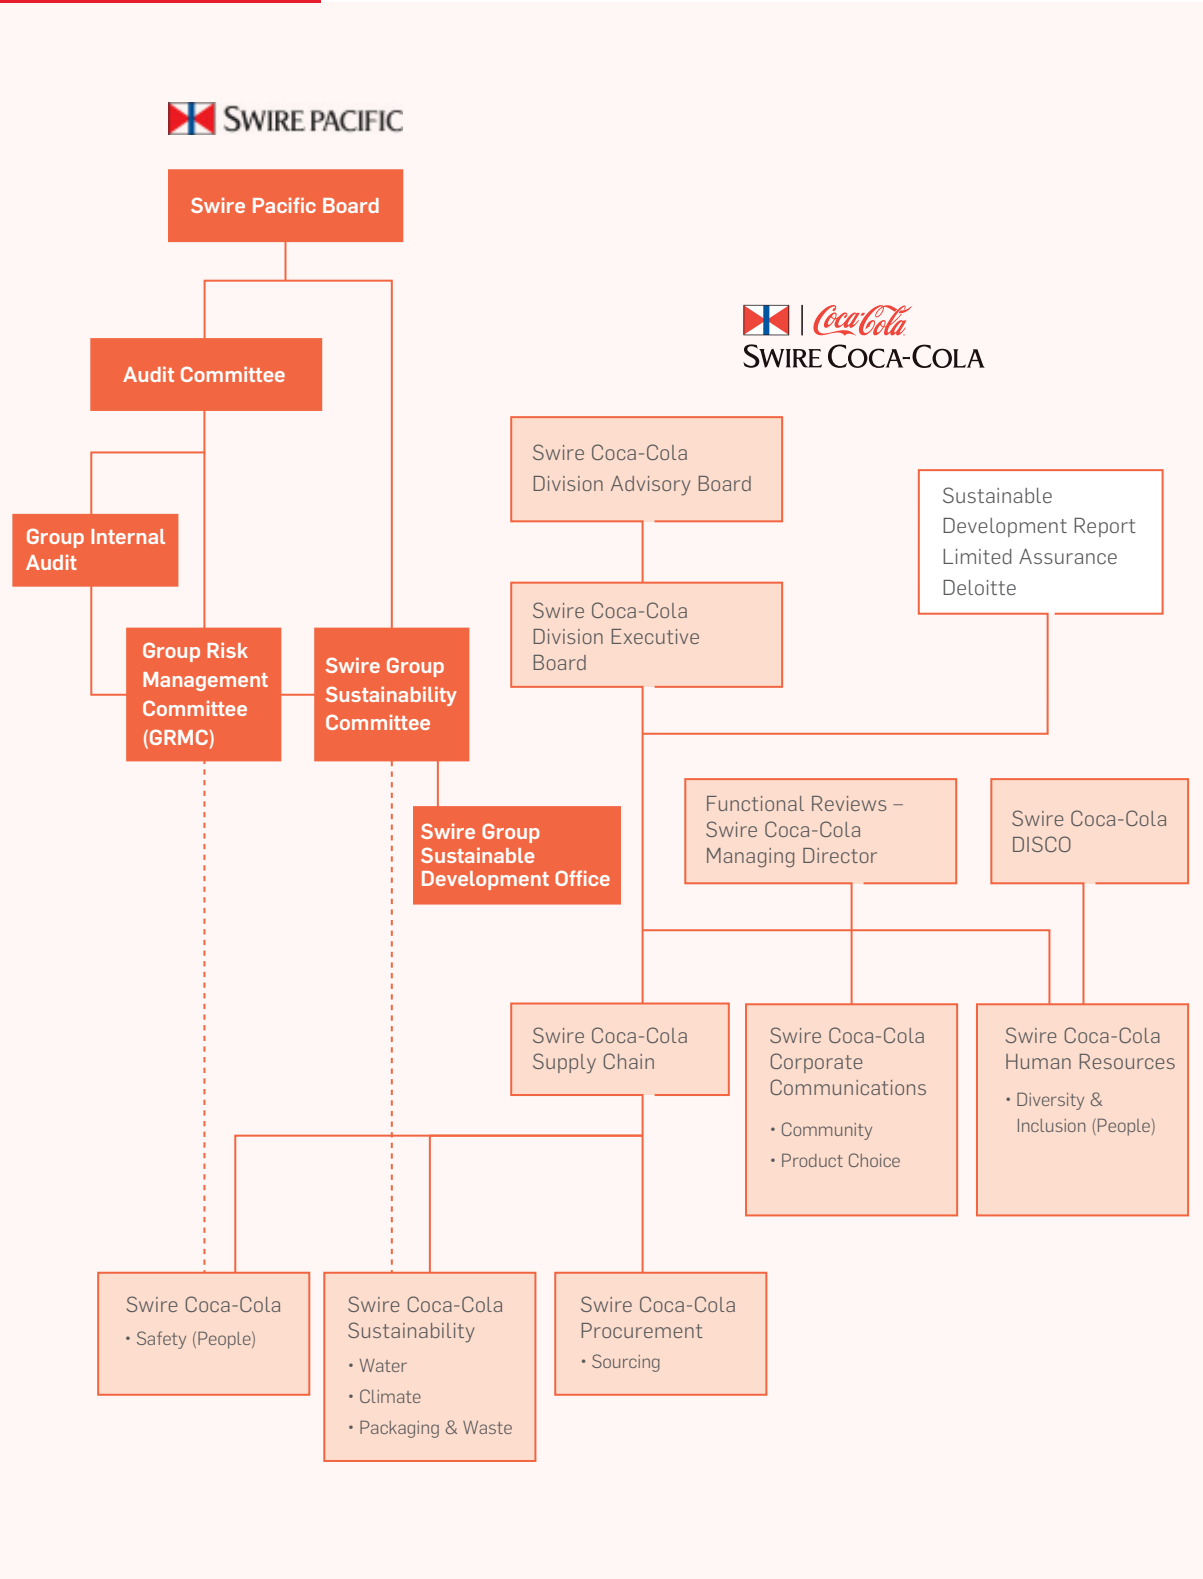 SWIRE PACIFIC
Swire Pacific Board
Coca-Cola
SWIRE COCA-COLA
Audit Committee
Swire Coca-Cola
Division Advisory Board
Sustainable
Development Report
Limited Assurance
Deloitte
Group Internal
Audit
Swire Coca-Cola
Division Executive
Board
Group Risk
Management
Committee
(GRMC)
Swire Group
Sustainability
Committee
Swire Group
Sustainable
Development Office
Functional Reviews –
Swire Coca-Cola
Managing Director
Swire Coca-Cola
DISCO
Swire Coca-Cola
Supply Chain
Swire Coca-Cola
Corporate
Communications
• Community
• Product Choice
Swire Coca-Cola
Human Resources
• Diversity &
Inclusion (People)
Swire Coca-Cola
• Safety (People)
Swire Coca-Cola
Sustainability
• Water
• Climate
• Packaging & Waste
Swire Coca-Cola
Procurement
• Sourcing